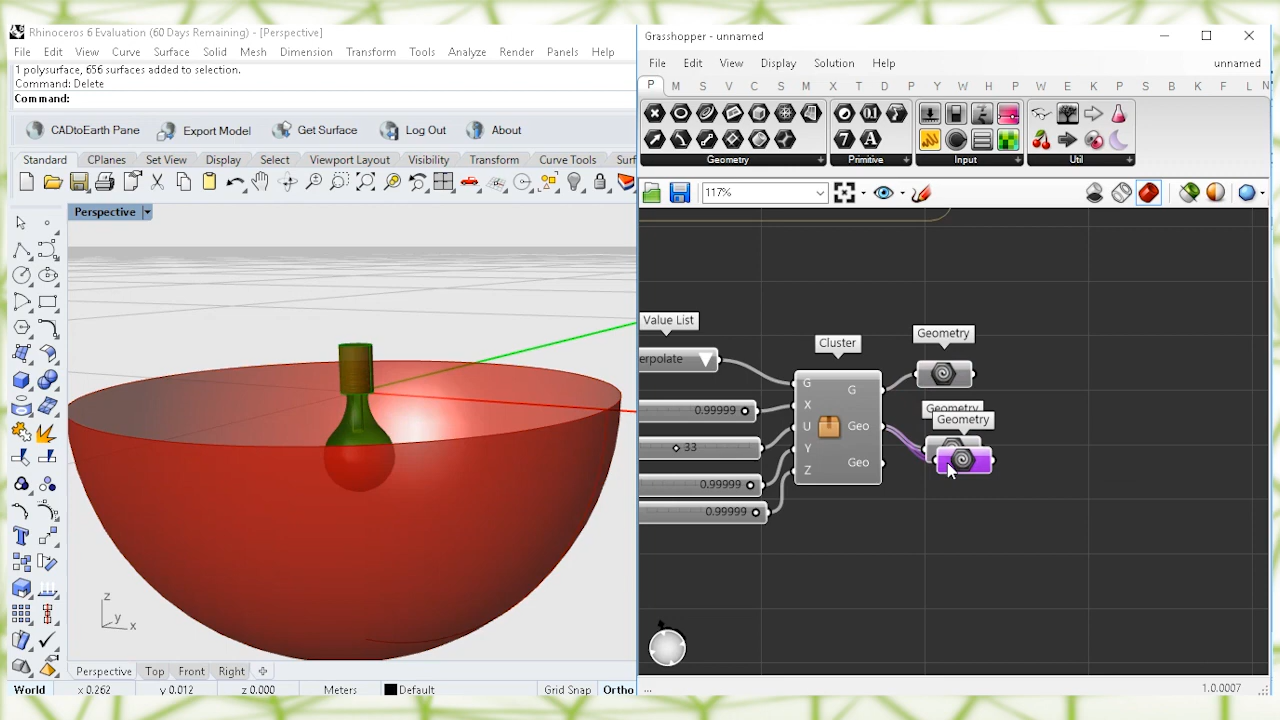 Rhinoceros 6 Evaluation (60 Days Remaining) - [Perspective]
File Edit View Curve Surface Solid Mesh Dimension Transform Tools Analyze Render Panels Help
1 polysurface, 656 surfaces added to selection.
Command: Delete
Command:
CADtoEarth Pane Export Model GetSurface Log Out About
Standard CPlanes Set View Display Select Viewport Layout Visibility Transform Curve Tools Surf
Perspective
z
y
x
Perspective Top Front Right
World x 0.262 y 0.012 z 0.000 Meters Default Grid Snap Ortho
Grasshopper - unnamed
File Edit View Display Solution Help unnamed
P M S V C S M X T D P Y W H P W E K A S B K F L N
Geometry Primitive Input Util
117%
Value List
erpolate
0.99999
33
0.99999
0.99999
Cluster
G G
X
U Geo
Y
Z Geo
Geometry
Geometry
Geometry
... 1.0.0007